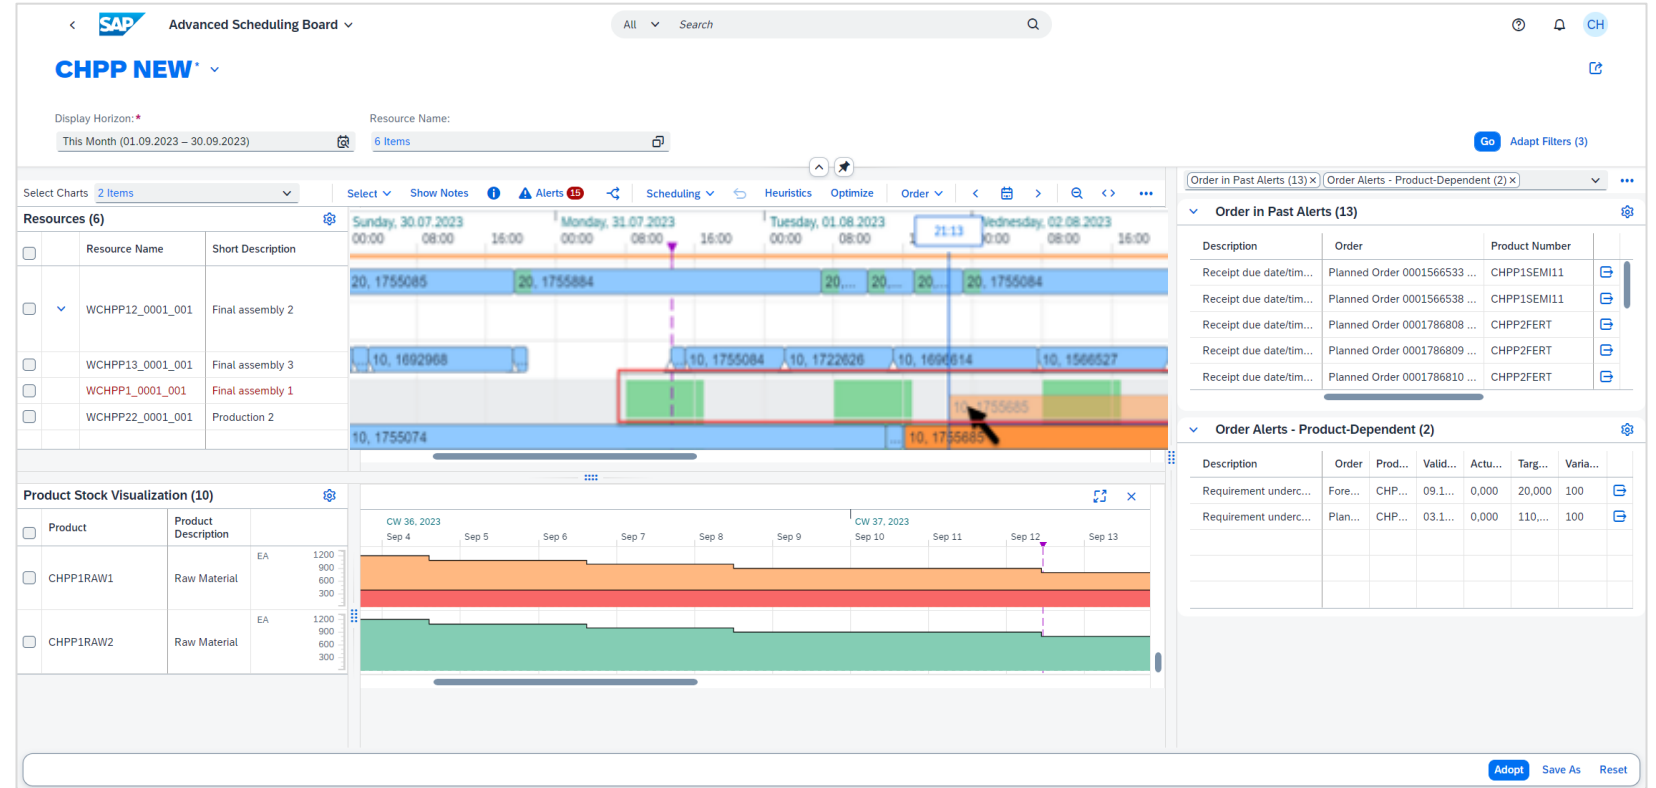 SAP Advanced Scheduling Board
All Search
CH
CHPP NEW*
Display Horizon:* Resource Name:
This Month (01.09.2023 – 30.09.2023) 6 Items
Go Adapt Filters (3)
Select Charts 2 Items
Select Show Notes Alerts 15 Scheduling Heuristics Optimize Order
Resources (6)
Resource Name Short Description
WCHPP12_0001_001 Final assembly 2
WCHPP13_0001_001 Final assembly 3
WCHPP1_0001_001 Final assembly 1
WCHPP22_0001_001 Production 2
Sunday, 30.07.2023 Monday, 31.07.2023 Tuesday, 01.08.2023 Wednesday, 02.08.2023
00:00 08:00 16:00 00:00 08:00 16:00 00:00 08:00 21:13 08:00 16:00
20, 1755085 20, 1755884 20,... 20,... 20,... 20, 1755084
10, 1692968 10, 1755084 10, 1722626 10, 1696614 10, 1566527
10, 1755685
10, 1755074 ... 10, 1755685
Order in Past Alerts (13) × Order Alerts - Product-Dependent (2) ×
Order in Past Alerts (13)
Description Order Product Number
Receipt due date/tim... Planned Order 0001566533 ... CHPP1SEMI11
Receipt due date/tim... Planned Order 0001566538 ... CHPP1SEMI11
Receipt due date/tim... Planned Order 0001786808 ... CHPP2FERT
Receipt due date/tim... Planned Order 0001786809 ... CHPP2FERT
Receipt due date/tim... Planned Order 0001786810 ... CHPP2FERT
Order Alerts - Product-Dependent (2)
Description Order Prod... Valid... Actu... Targ... Varia...
Requirement underc... Fore... CHP... 09.1... 0,000 20,000 100
Requirement underc... Plan... CHP... 03.1... 0,000 110,... 100
Product Stock Visualization (10)
Product Product Description
CHPP1RAW1 Raw Material EA 1200 900 600 300
CHPP1RAW2 Raw Material EA 1200 900 600 300
CW 36, 2023 CW 37, 2023
Sep 4 Sep 5 Sep 6 Sep 7 Sep 8 Sep 9 Sep 10 Sep 11 Sep 12 Sep 13
Adopt Save As Reset